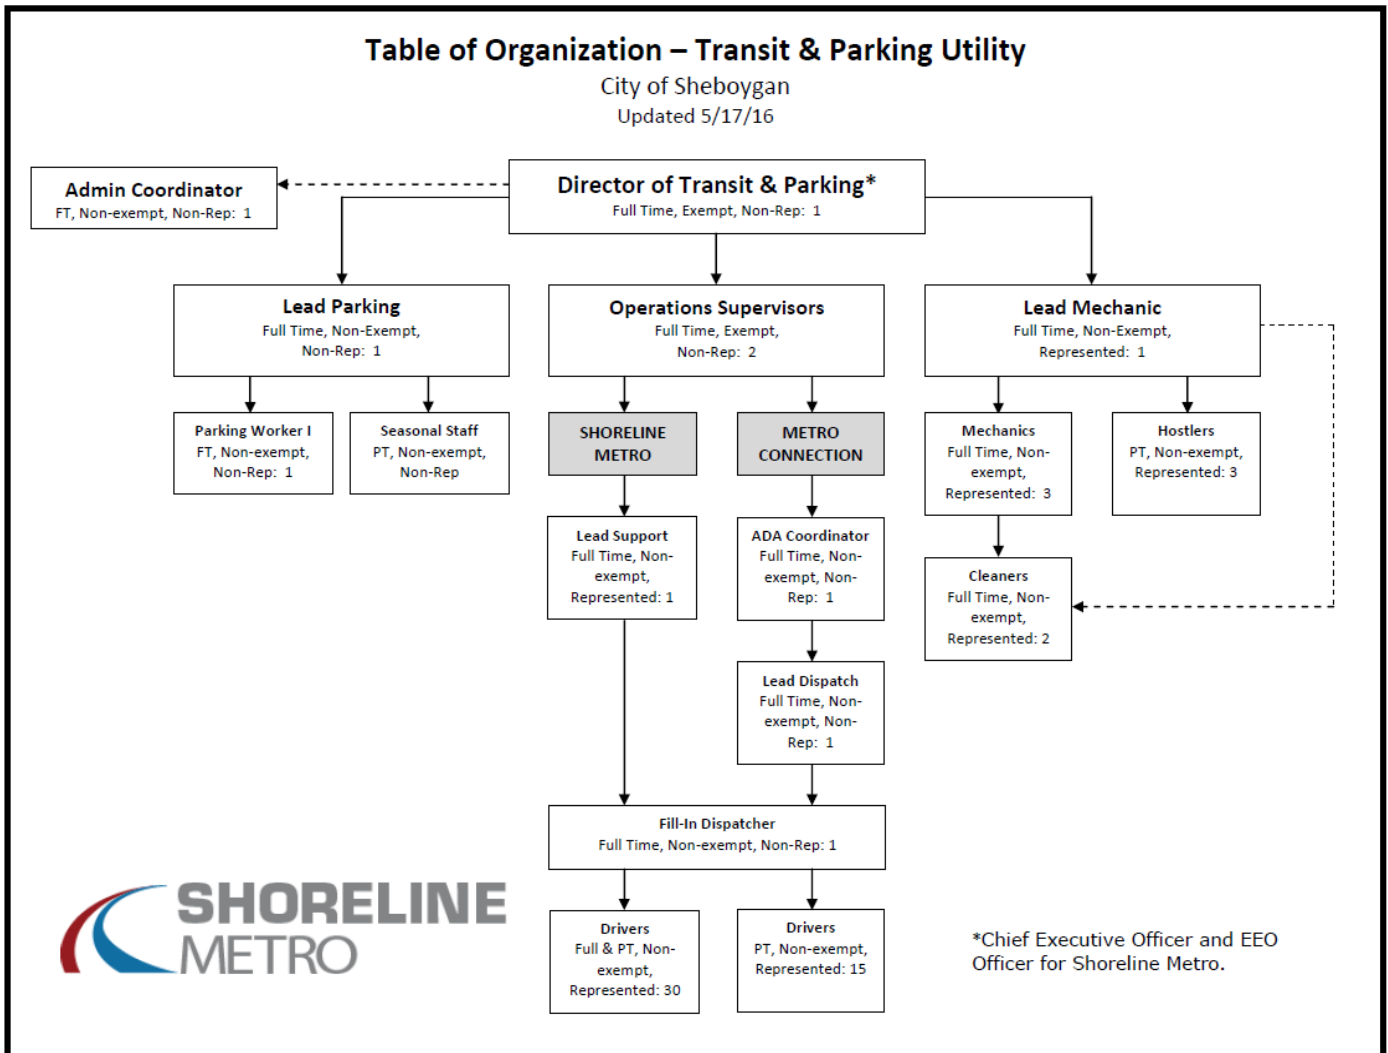 Table of Organization – Transit & Parking Utility
City of Sheboygan
Updated 5/17/16
Admin Coordinator
FT, Non-exempt, Non-Rep: 1
Director of Transit & Parking*
Full Time, Exempt, Non-Rep: 1
Lead Parking
Full Time, Non-Exempt,
Non-Rep: 1
Operations Supervisors
Full Time, Exempt,
Non-Rep: 2
Lead Mechanic
Full Time, Non-Exempt,
Represented: 1
Parking Worker I
FT, Non-exempt,
Non-Rep: 1
Seasonal Staff
PT, Non-exempt,
Non-Rep
SHORELINE
METRO
METRO
CONNECTION
Mechanics
Full Time, Non-
exempt,
Represented: 3
Hostlers
PT, Non-exempt,
Represented: 3
Lead Support
Full Time, Non-
exempt,
Represented: 1
ADA Coordinator
Full Time, Non-
exempt, Non-
Rep: 1
Cleaners
Full Time, Non-
exempt,
Represented: 2
Lead Dispatch
Full Time, Non-
exempt, Non-
Rep: 1
Fill-In Dispatcher
Full Time, Non-exempt, Non-Rep: 1
SHORELINE
METRO
Drivers
Full & PT, Non-
exempt,
Represented: 30
Drivers
PT, Non-exempt,
Represented: 15
*Chief Executive Officer and EEO
Officer for Shoreline Metro.